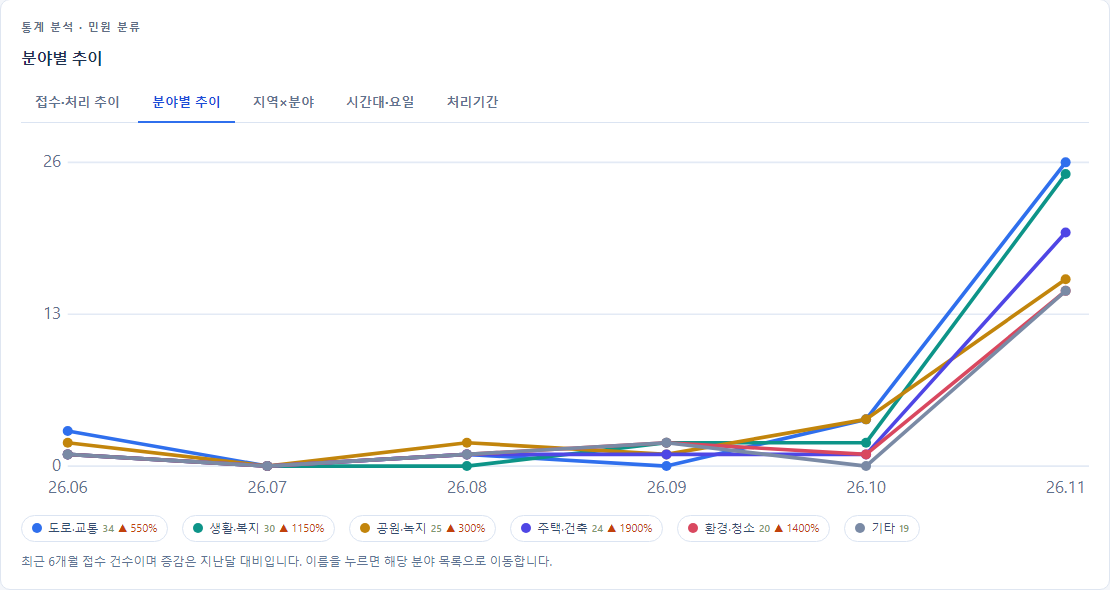 통계 분석 · 민원 분류
분야별 추이
접수·처리 추이 분야별 추이 지역×분야 시간대·요일 처리기간
26
13
0
26.06 26.07 26.08 26.09 26.10 26.11
도로·교통 34 ▲ 550% 생활·복지 30 ▲ 1150% 공원·녹지 25 ▲ 300% 주택·건축 24 ▲ 1900% 환경·청소 20 ▲ 1400% 기타 19
최근 6개월 접수 건수이며 증감은 지난달 대비입니다. 이름을 누르면 해당 분야 목록으로 이동합니다.